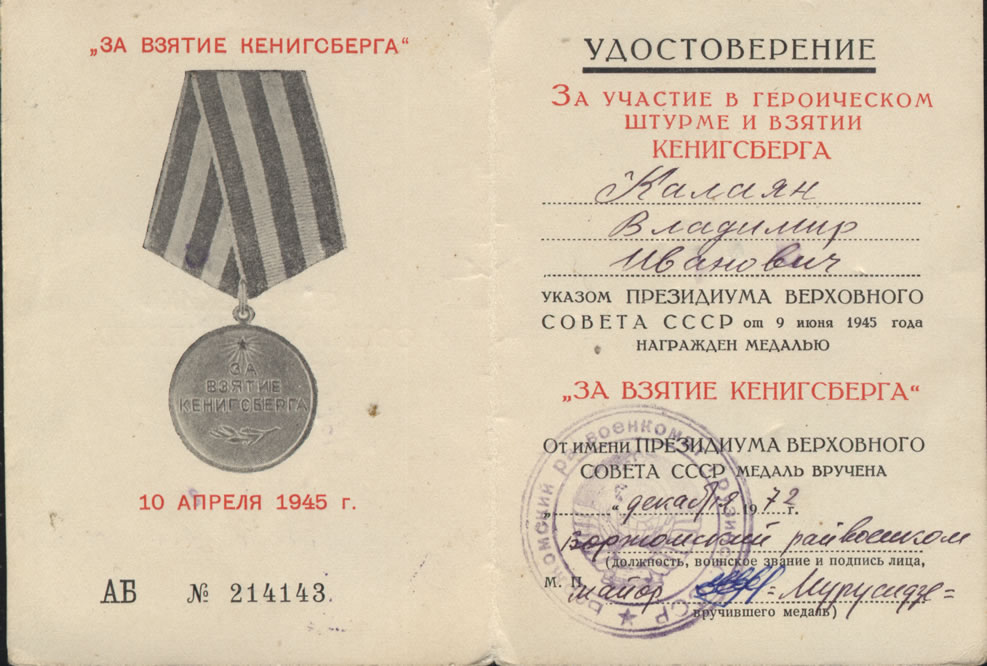 „ЗА ВЗЯТИЕ КЕНИГСБЕРГА“
ЗА
ВЗЯТИЕ
КЕНИГСБЕРГА
10 АПРЕЛЯ 1945 г.
АБ № 214143.
УДОСТОВЕРЕНИЕ
ЗА УЧАСТИЕ В ГЕРОИЧЕСКОМ
ШТУРМЕ И ВЗЯТИИ
КЕНИГСБЕРГА
Калаян
Владимир
Иванович
УКАЗОМ ПРЕЗИДИУМА ВЕРХОВНОГО
СОВЕТА СССР от 9 июня 1945 года
НАГРАЖДЕН МЕДАЛЬЮ
„ЗА ВЗЯТИЕ КЕНИГСБЕРГА“
От имени ПРЕЗИДИУМА ВЕРХОВНОГО
СОВЕТА СССР МЕДАЛЬ ВРУЧЕНА
„ “ декабря 1972 г.
Боржомский райвоенком
(должность, воинское звание и подпись лица,
М. П. майор =Мурусидзе=
вручившего медаль)